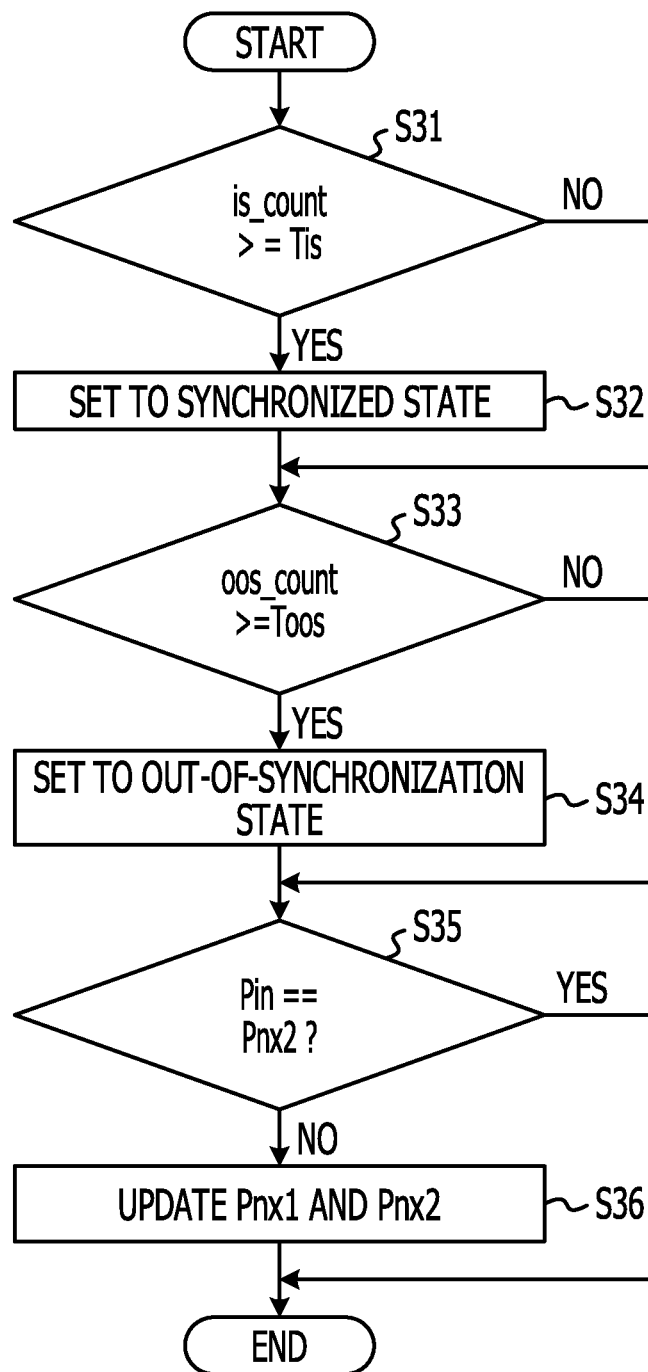 START
S31
is_count
> = Tis
NO
YES
SET TO SYNCHRONIZED STATE
S32
S33
oos_count
>=Toos
NO
YES
SET TO OUT-OF-SYNCHRONIZATION
STATE
S34
S35
Pin ==
Pnx2 ?
YES
NO
UPDATE Pnx1 AND Pnx2
S36
END